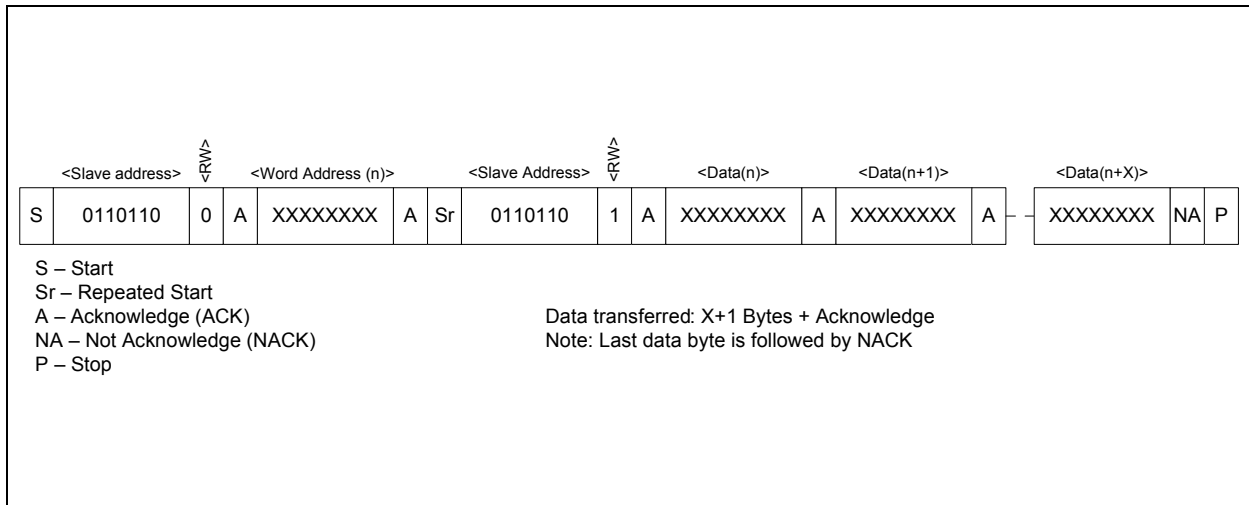 <Slave address> <RW> <Word Address (n)> <Slave Address> <RW> <Data(n)> <Data(n+1)> <Data(n+X)>
S 0110110 0 A XXXXXXXX A Sr 0110110 1 A XXXXXXXX A XXXXXXXX A XXXXXXXX NA P
S – Start
Sr – Repeated Start
A – Acknowledge (ACK)
NA – Not Acknowledge (NACK)
P – Stop
Data transferred: X+1 Bytes + Acknowledge
Note: Last data byte is followed by NACK